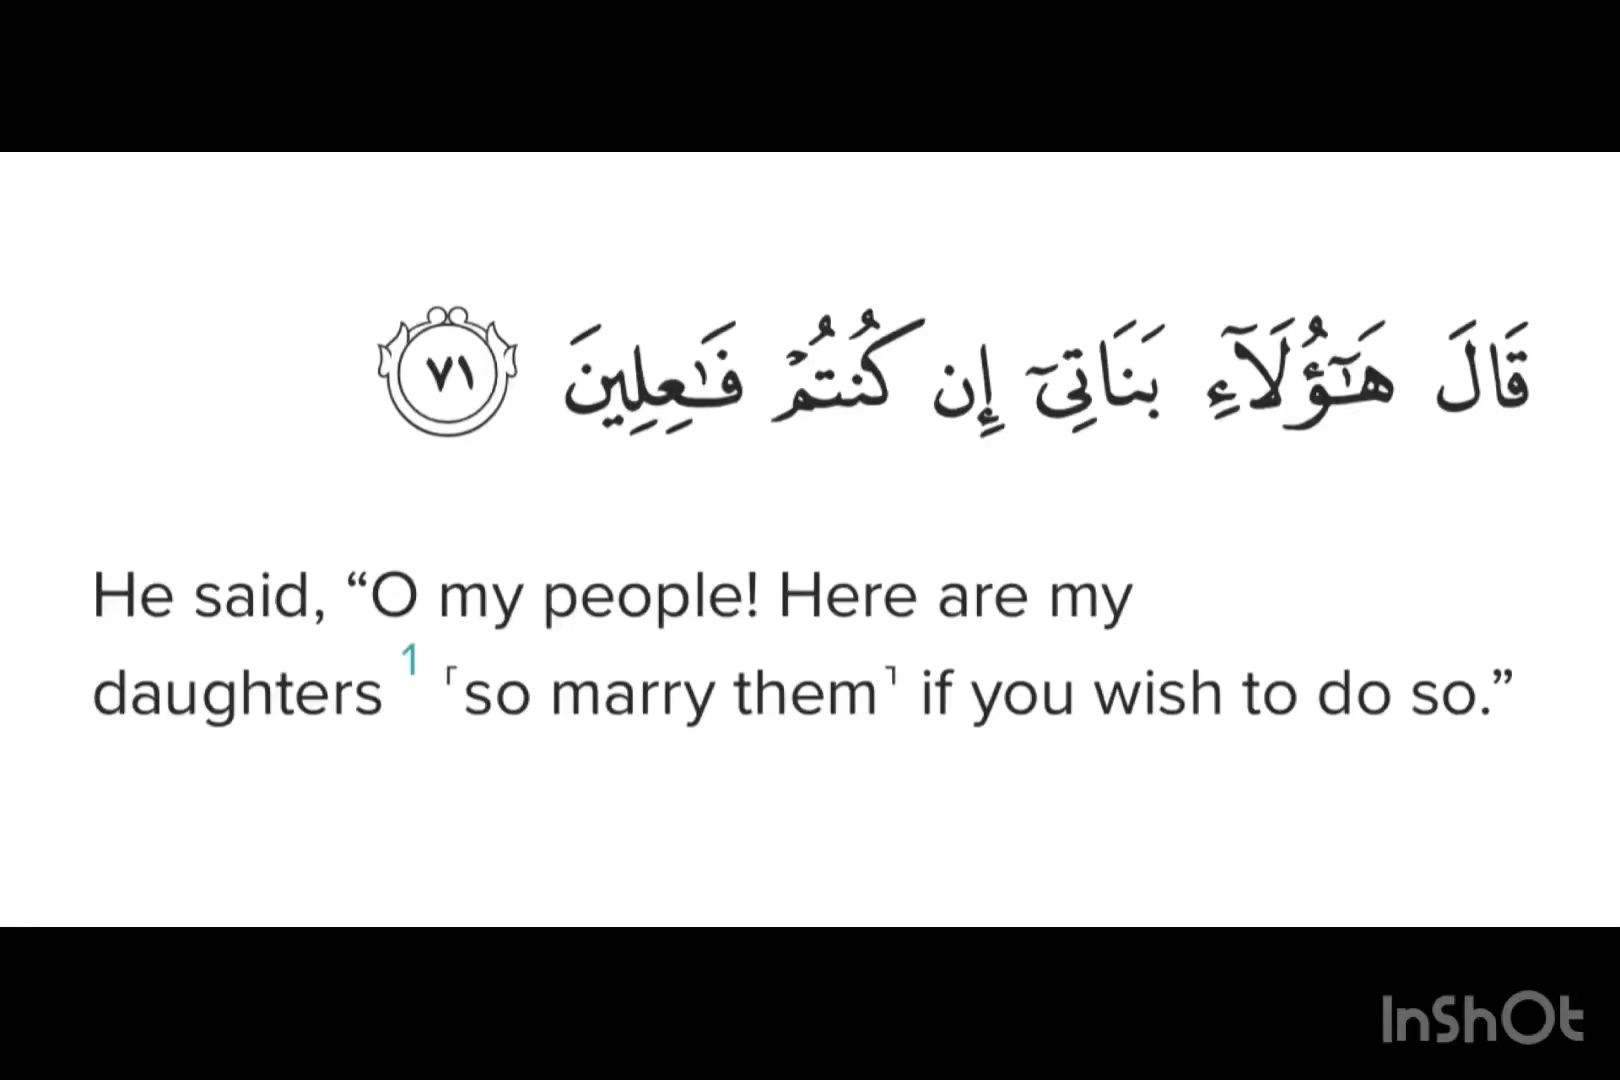 قَالَ هَـٰٓؤُلَآءِ بَنَاتِىٓ إِن كُنتُمْ فَـٰعِلِينَ ٧١
He said, “O my people! Here are my
daughters 1 ⸢so marry them⸣ if you wish to do so.”
InShOt